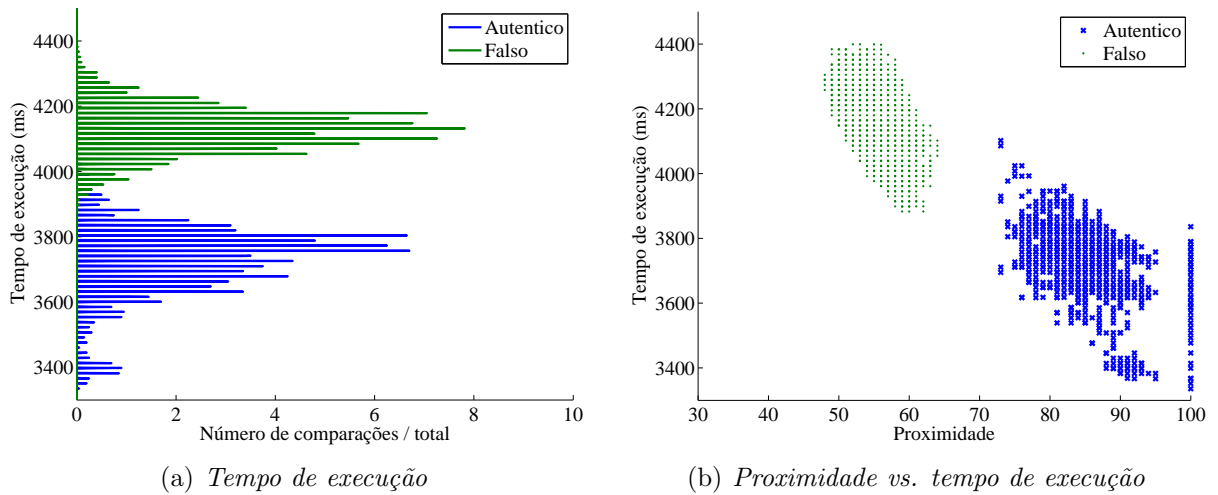 4400
4200
4000
3800
3600
3400
Tempo de execução (ms)
0 2 4 6 8 10
Número de comparações / total
Autentico
Falso
(a) Tempo de execução
4400
4200
4000
3800
3600
3400
Tempo de execução (ms)
30 40 50 60 70 80 90 100
Proximidade
Autentico
Falso
(b) Proximidade vs. tempo de execução